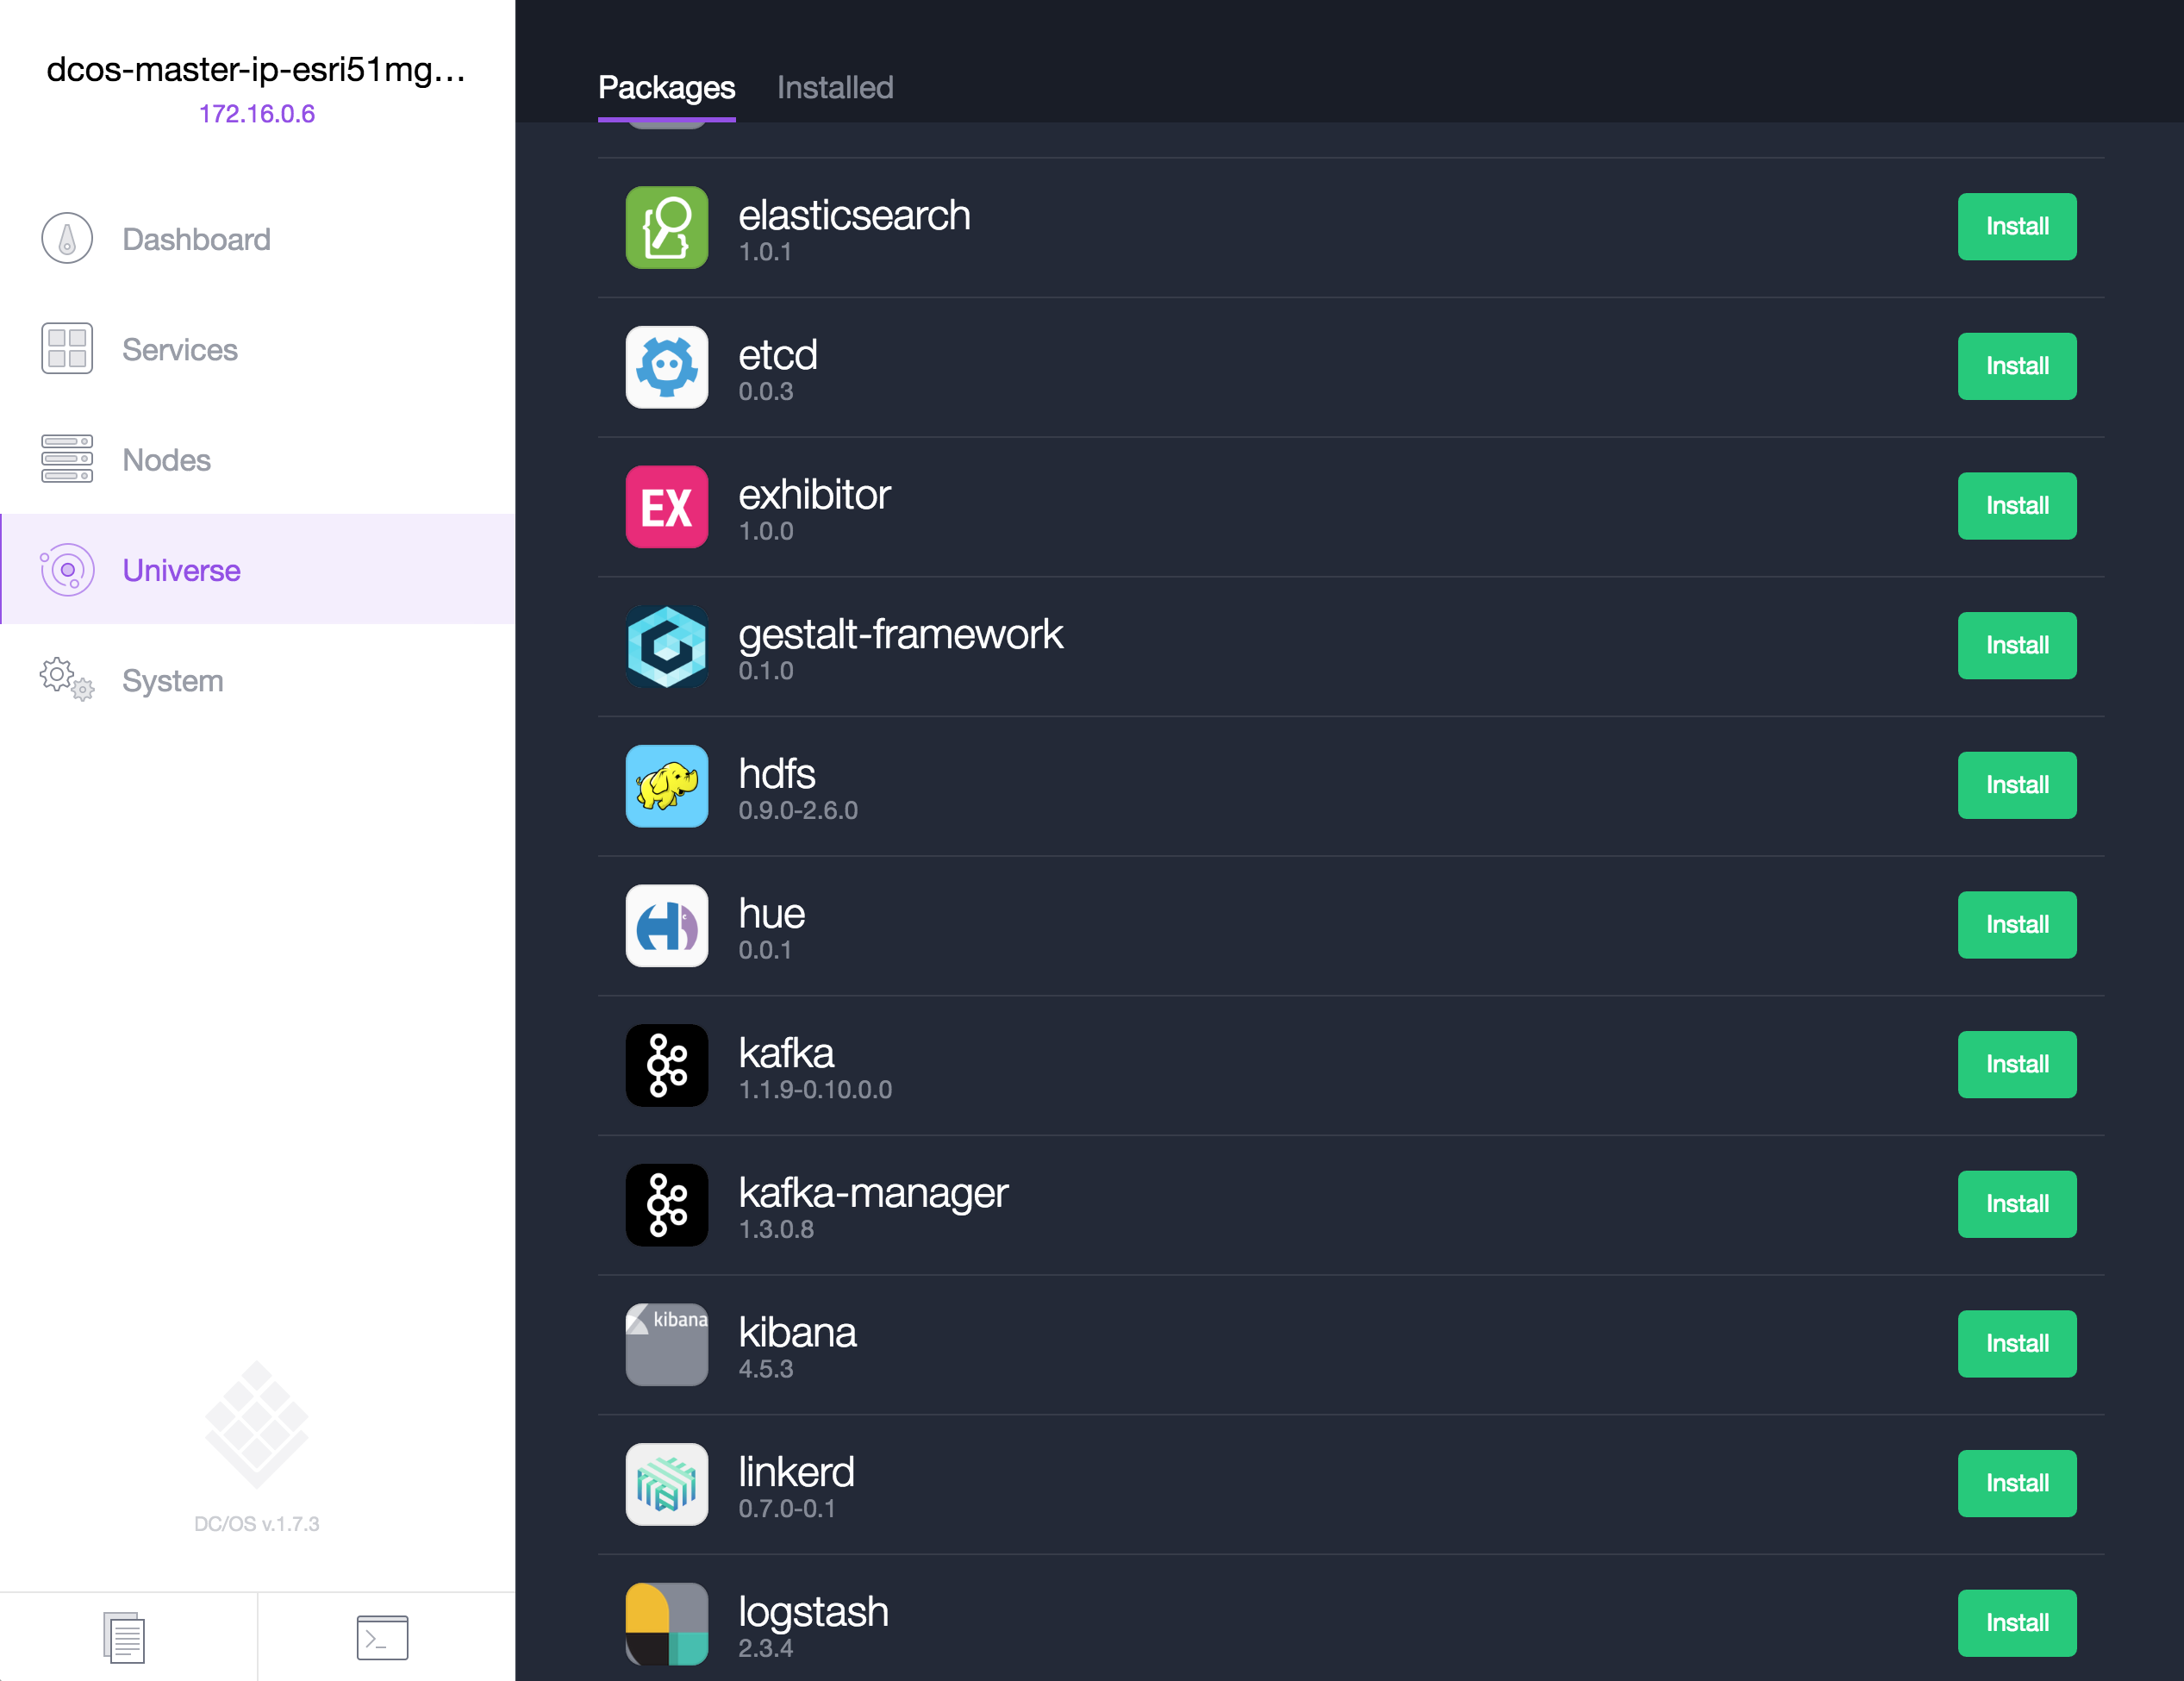 dcos-master-ip-esri51mg…
172.16.0.6
Dashboard
Services
Nodes
Universe
System
DC/OS v.1.7.3
Packages Installed
elasticsearch
1.0.1
Install
etcd
0.0.3
Install
EX
exhibitor
1.0.0
Install
gestalt-framework
0.1.0
Install
hdfs
0.9.0-2.6.0
Install
hue
0.0.1
Install
kafka
1.1.9-0.10.0.0
Install
kafka-manager
1.3.0.8
Install
kibana
kibana
4.5.3
Install
linkerd
0.7.0-0.1
Install
logstash
2.3.4
Install